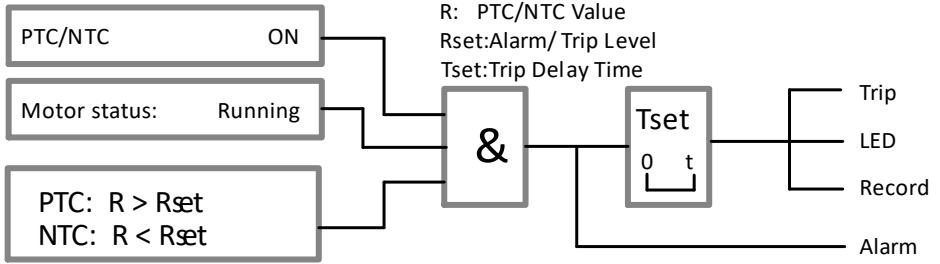 PTC/NTC ON
Motor status: Running
PTC: R > Rset
NTC: R < Rset
R: PTC/NTC Value
Rset:Alarm/ Trip Level
Tset:Trip Delay Time
&
Tset
0 t
Trip
LED
Record
Alarm